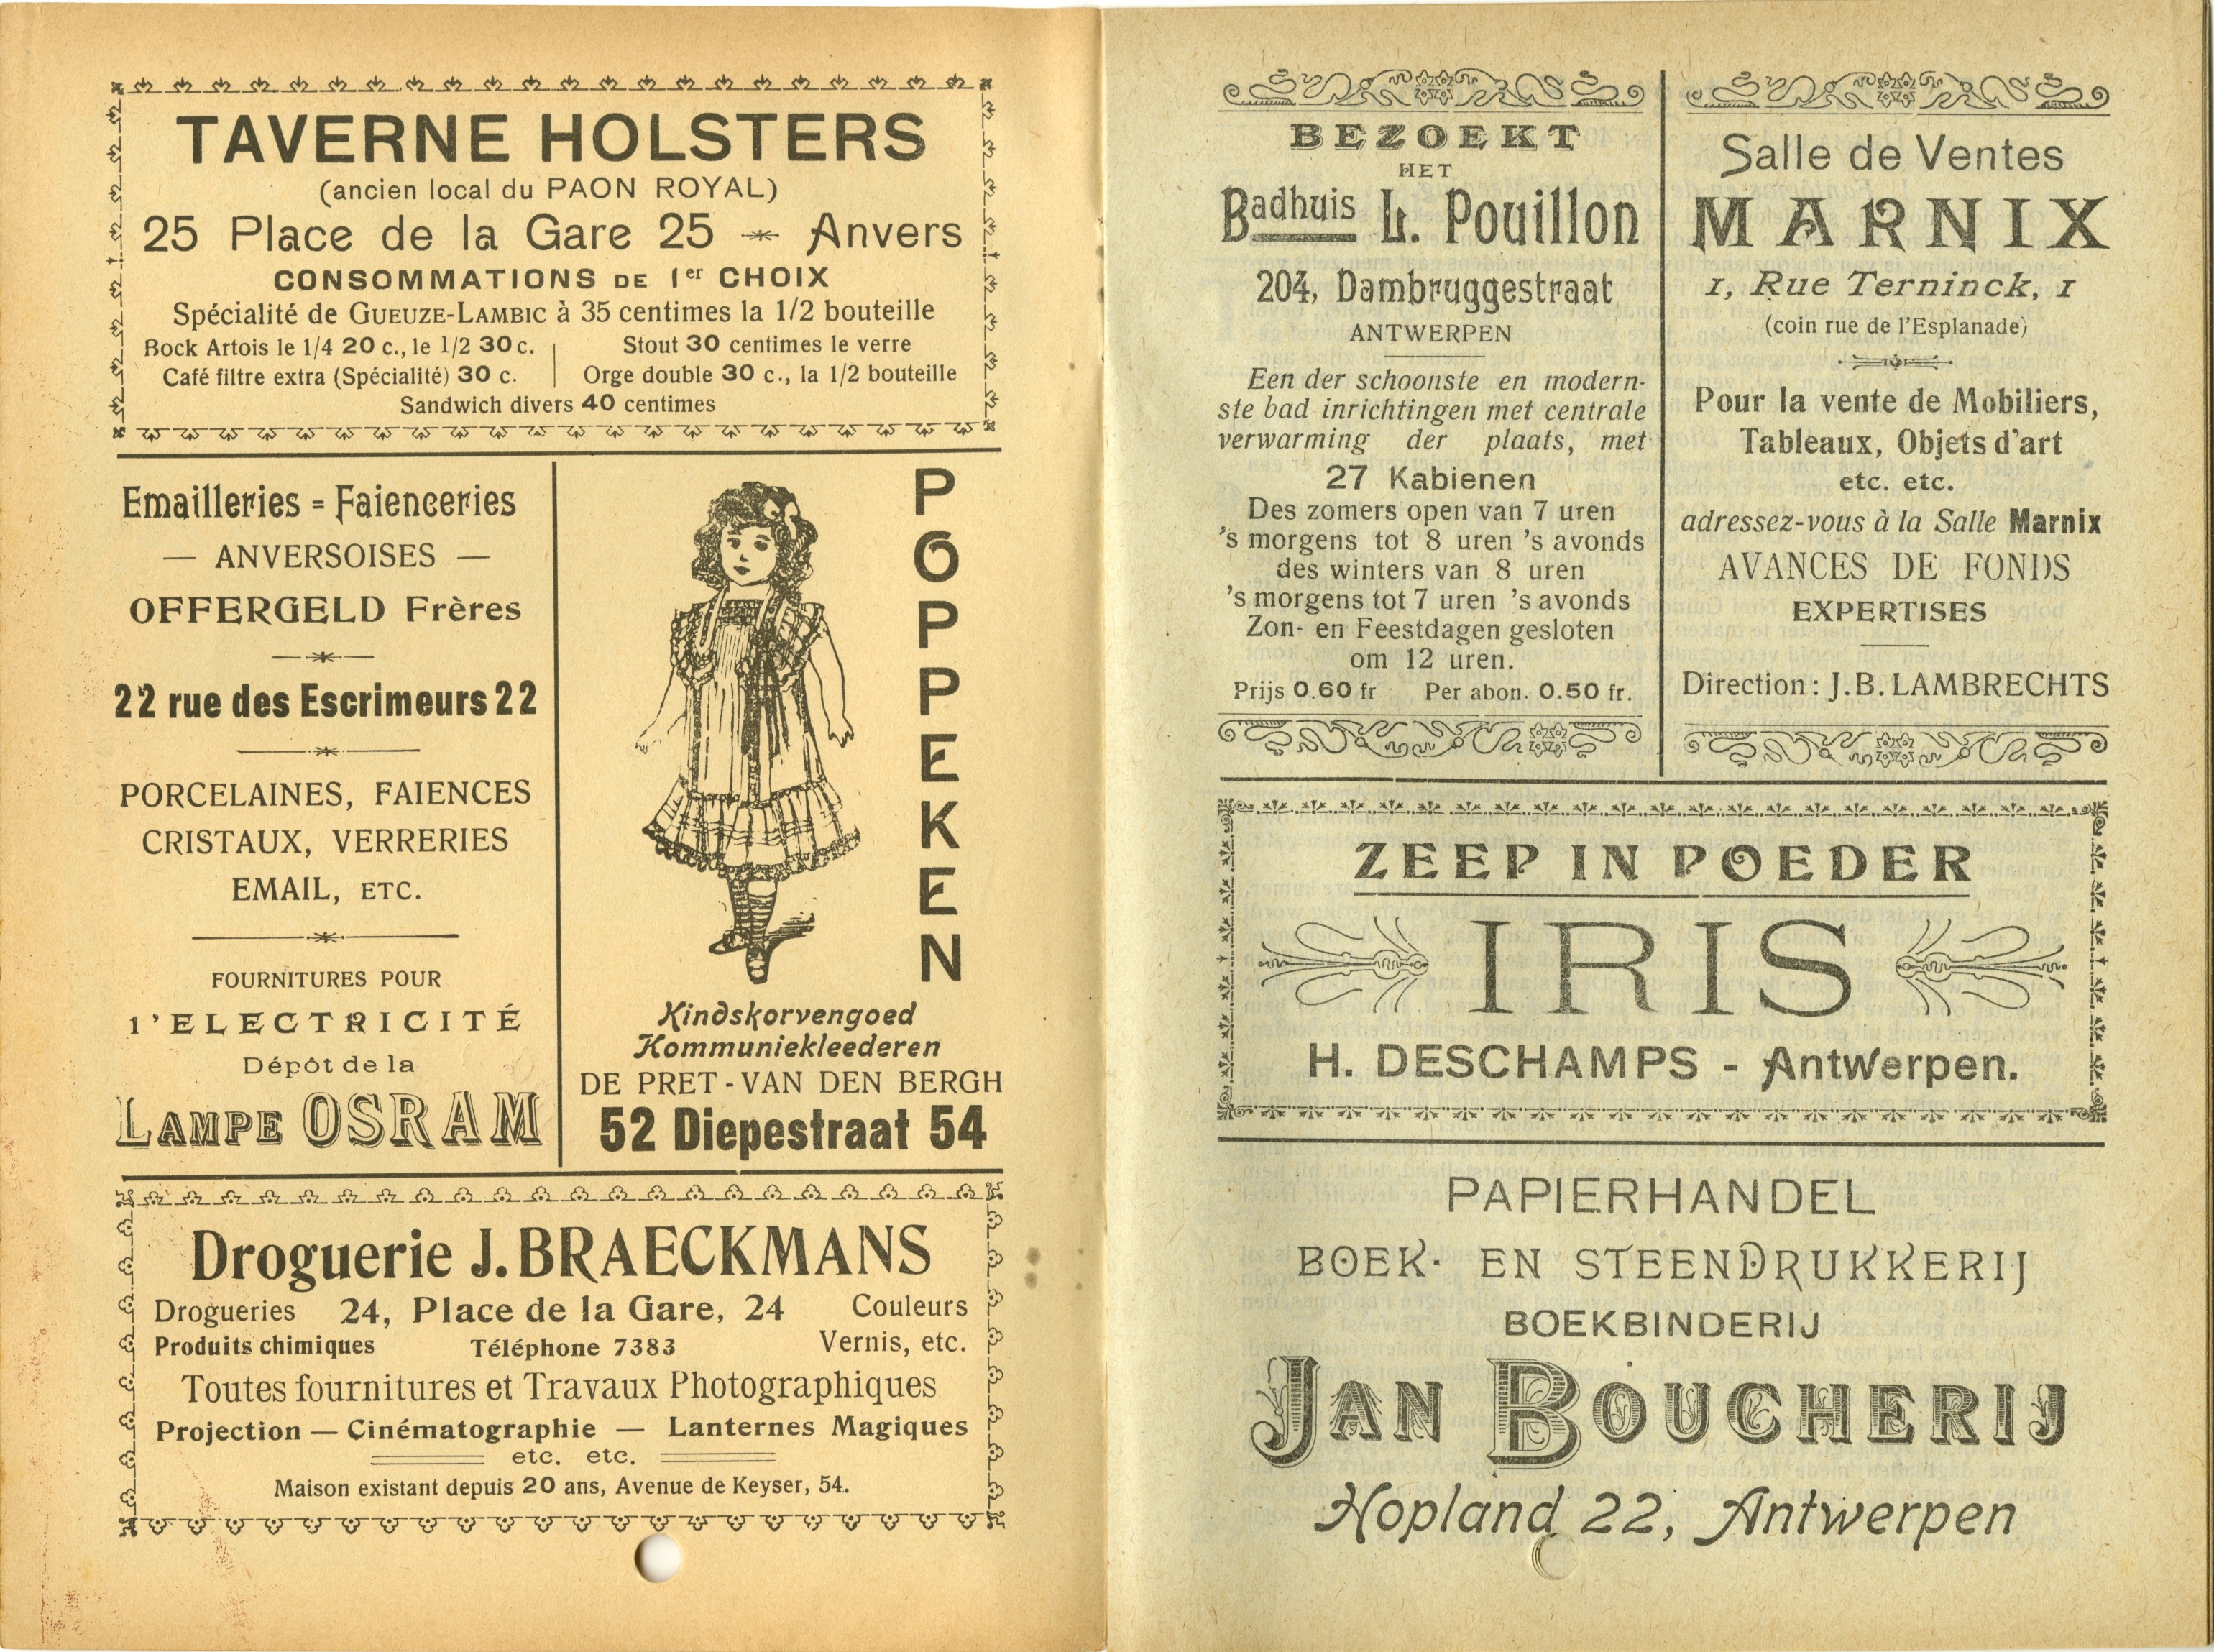 TAVERNE HOLSTERS
(ancien local du PAON ROYAL)
25 Place de la Gare 25 - Anvers
CONSOMMATIONS DE 1er CHOIX
Spécialité de GUEUZE-LAMBIC à 35 centimes la 1/2 bouteille
Bock Artois le 1/4 20 c., le 1/2 30 c.
Café filtre extra (Spécialité) 30 c.
Stout 30 centimes le verre
Orge double 30 c., la 1/2 bouteille
Sandwich divers 40 centimes
Emailleries = Faienceries
— ANVERSOISES —
OFFERGELD Frères
22 rue des Escrimeurs 22
PORCELAINES, FAIENCES
CRISTAUX, VERRERIES
EMAIL, ETC.
FOURNITURES POUR
l'ELECTRICITÉ
Dépôt de la
LAMPE OSRAM
POPPEKEN
Kindskorvengoed
Kommuniekleederen
DE PRET - VAN DEN BERGH
52 Diepestraat 54
Droguerie J. BRAECKMANS
Drogueries 24, Place de la Gare, 24 Couleurs
Produits chimiques Téléphone 7383 Vernis, etc.
Toutes fournitures et Travaux Photographiques
Projection — Cinématographie — Lanternes Magiques
etc. etc.
Maison existant depuis 20 ans, Avenue de Keyser, 54.
BEZOEKT
HET
Badhuis L. Pouillon
204, Dambruggestraat
ANTWERPEN
Een der schoonste en modern-
ste bad inrichtingen met centrale
verwarming der plaats, met
27 Kabienen
Des zomers open van 7 uren
's morgens tot 8 uren 's avonds
des winters van 8 uren
's morgens tot 7 uren 's avonds
Zon- en Feestdagen gesloten
om 12 uren.
Prijs 0.60 fr Per abon. 0.50 fr.
Salle de Ventes
MARNIX
1, Rue Terninck, 1
(coin rue de l'Esplanade)
Pour la vente de Mobiliers,
Tableaux, Objets d'art
etc. etc.
adressez-vous à la Salle Marnix
AVANCES DE FONDS
EXPERTISES
Direction: J.B. LAMBRECHTS
ZEEP IN POEDER
IRIS
H. DESCHAMPS - Antwerpen.
PAPIERHANDEL
BOEK- EN STEENDRUKKERIJ
BOEKBINDERIJ
JAN BOUCHERIJ
Hopland 22, Antwerpen